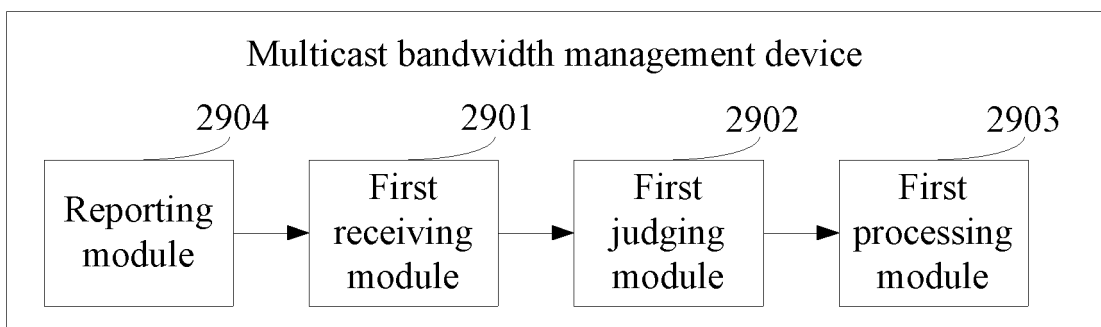 Multicast bandwidth management device
2904
2901
2902
2903
Reporting
module
First
receiving
module
First
judging
module
First
processing
module